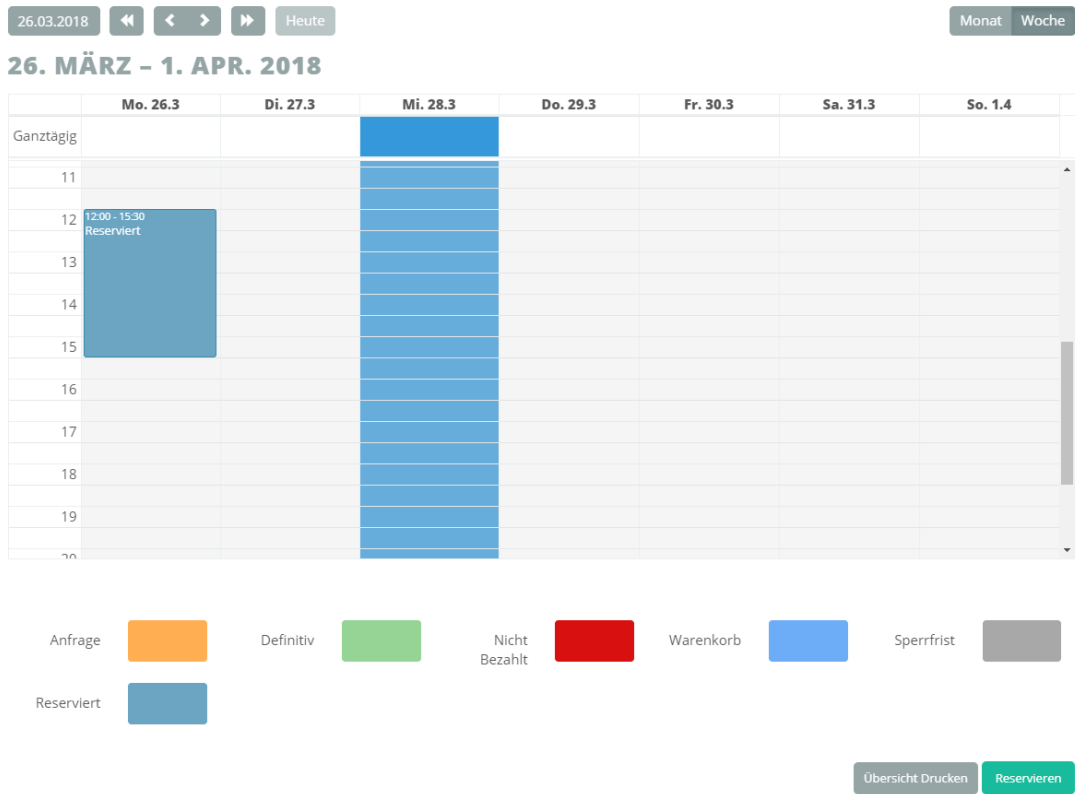 26.03.2018 Heute Monat Woche
26. MÄRZ – 1. APR. 2018
Mo. 26.3 Di. 27.3 Mi. 28.3 Do. 29.3 Fr. 30.3 Sa. 31.3 So. 1.4
Ganztägig
11
12 12:00 - 15:30
Reserviert
13
14
15
16
17
18
19
20
Anfrage Definitiv Nicht Warenkorb Sperrfrist
Bezahlt
Reserviert
Übersicht Drucken Reservieren